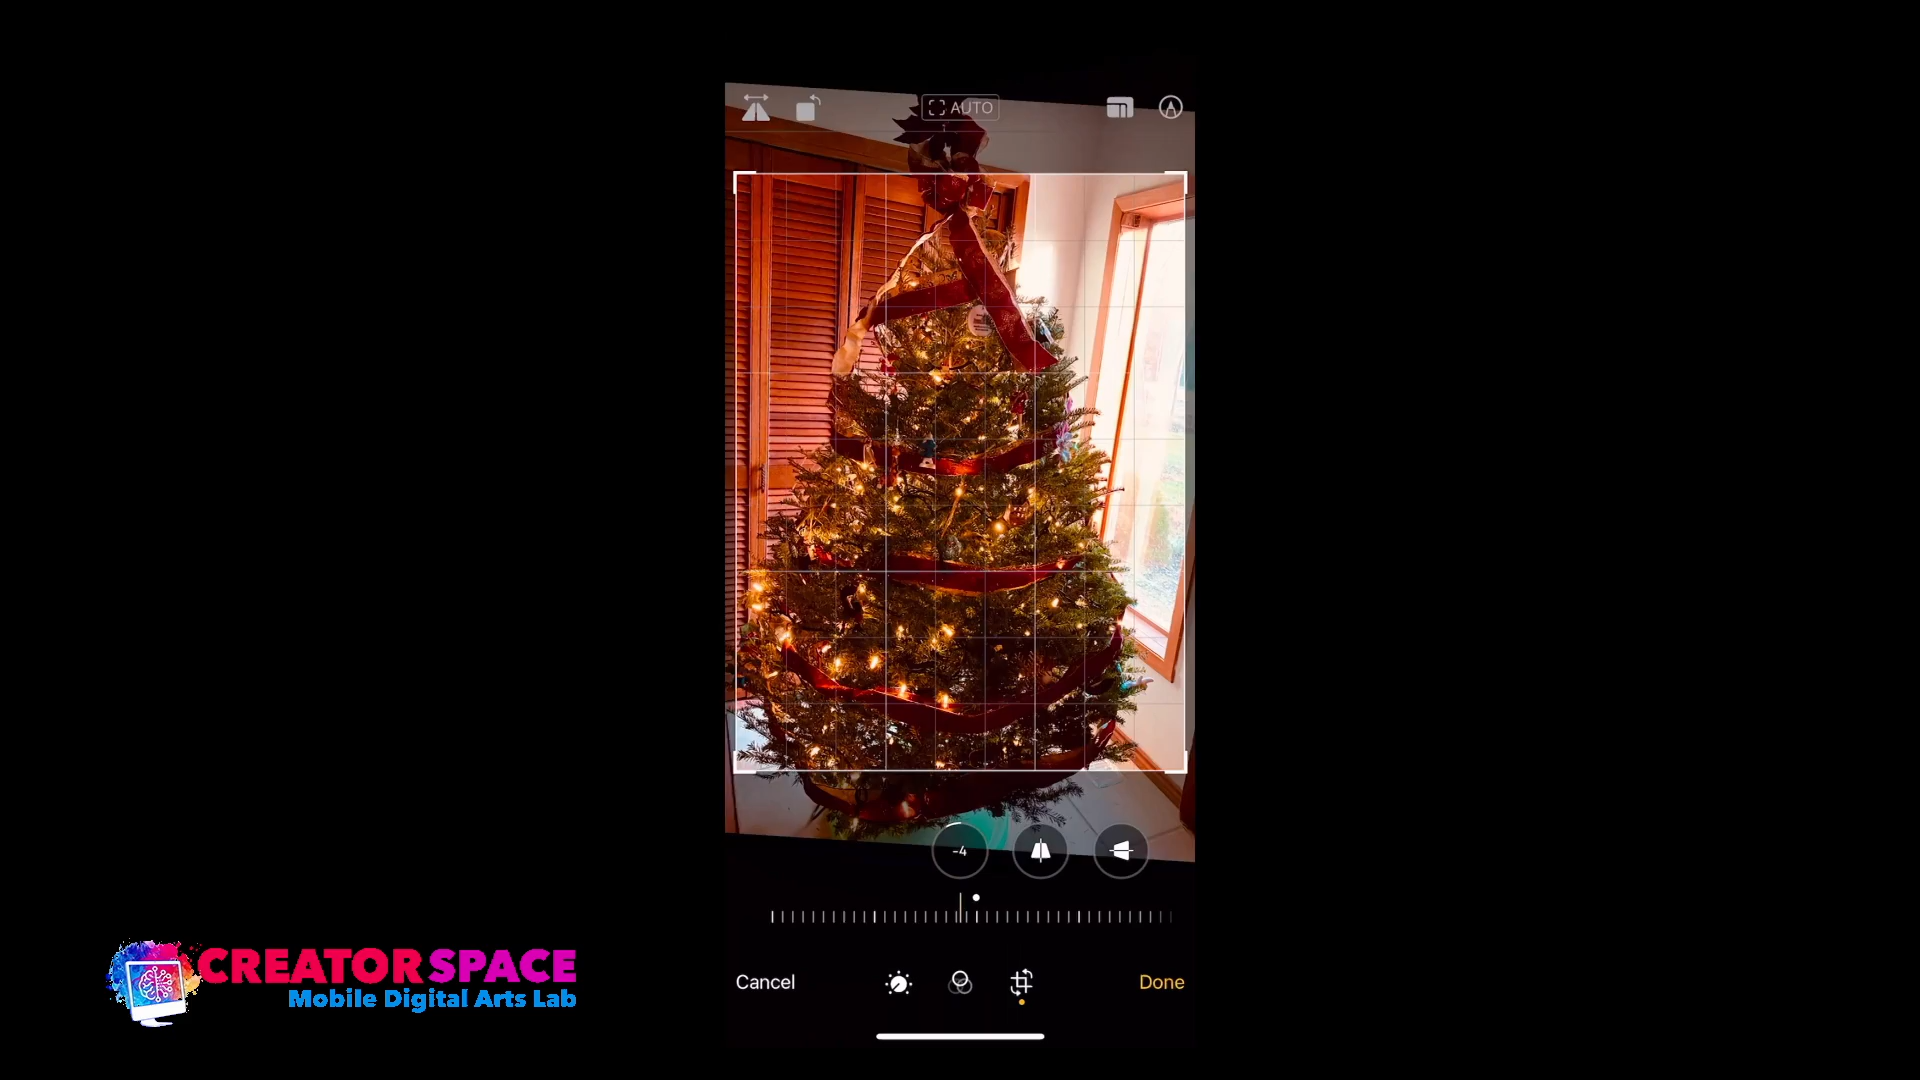 AUTO
-4
Cancel
Done
CREATORSPACE
Mobile Digital Arts Lab